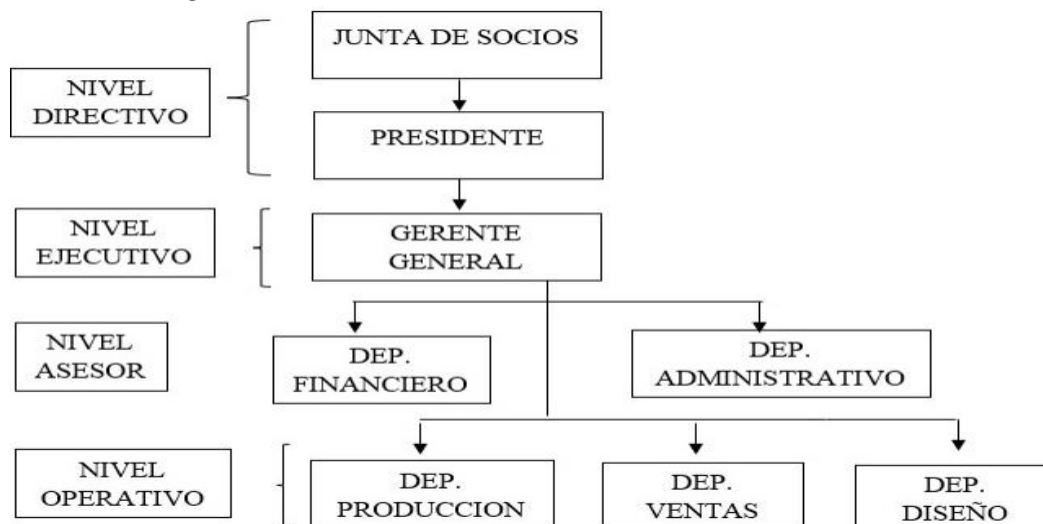 JUNTA DE SOCIOS
NIVEL
DIRECTIVO
PRESIDENTE
NIVEL
EJECUTIVO
GERENTE
GENERAL
NIVEL
ASESOR
DEP.
FINANCIERO
DEP.
ADMINISTRATIVO
NIVEL
OPERATIVO
DEP.
PRODUCCION
DEP.
VENTAS
DEP.
DISEÑO